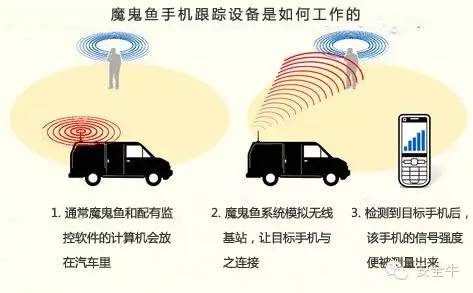 魔鬼鱼手机跟踪设备是如何工作的
1. 通常魔鬼鱼和配有监
控软件的计算机会放
在汽车里
2. 魔鬼鱼系统模拟无线
基站，让目标手机与
之连接
3. 检测到目标手机后，
该手机的信号强度
便被测量出来
安全牛